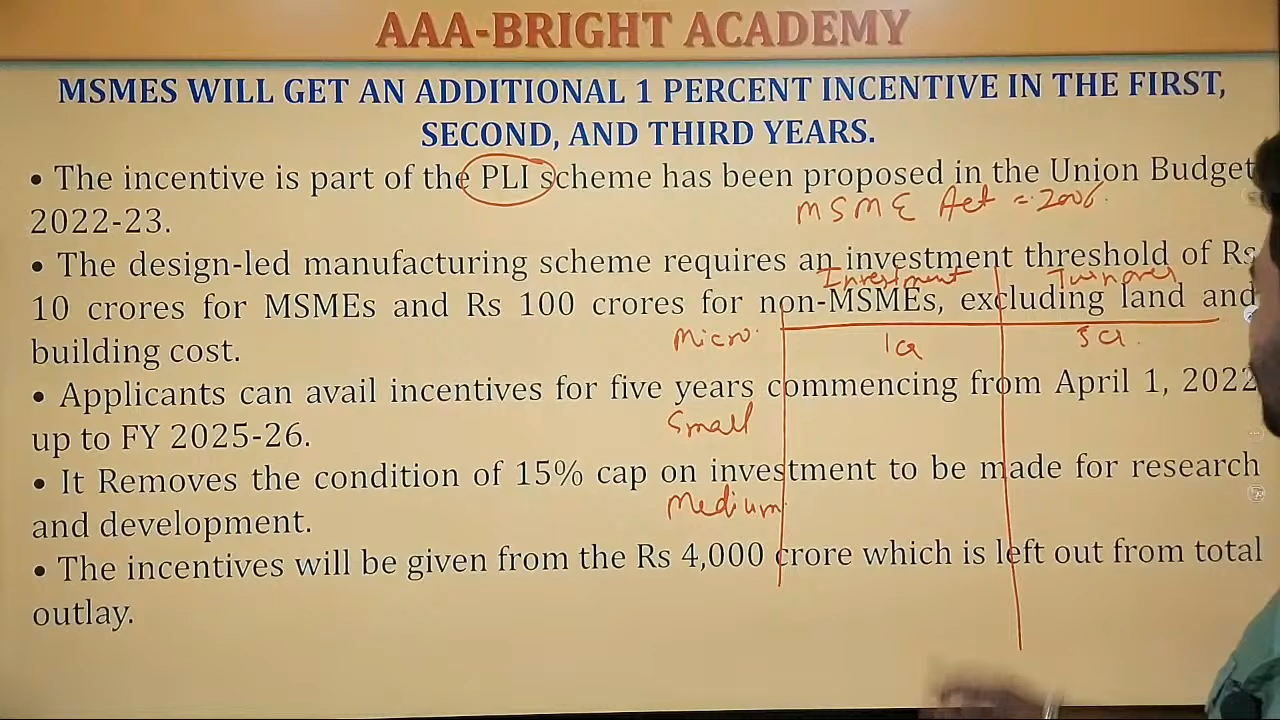 AAA-BRIGHT ACADEMY
MSMES WILL GET AN ADDITIONAL 1 PERCENT INCENTIVE IN THE FIRST,
SECOND, AND THIRD YEARS.
• The incentive is part of the PLI scheme has been proposed in the Union Budget
2022-23.
MSME Act = 2006.
• The design-led manufacturing scheme requires an investment threshold of Rs
Investment Turnover
10 crores for MSMEs and Rs 100 crores for non-MSMEs, excluding land and
building cost.
Micro. 1 Cr 5 Cr.
• Applicants can avail incentives for five years commencing from April 1, 2022
up to FY 2025-26.
Small
• It Removes the condition of 15% cap on investment to be made for research
and development.
Medium
• The incentives will be given from the Rs 4,000 crore which is left out from total
outlay.